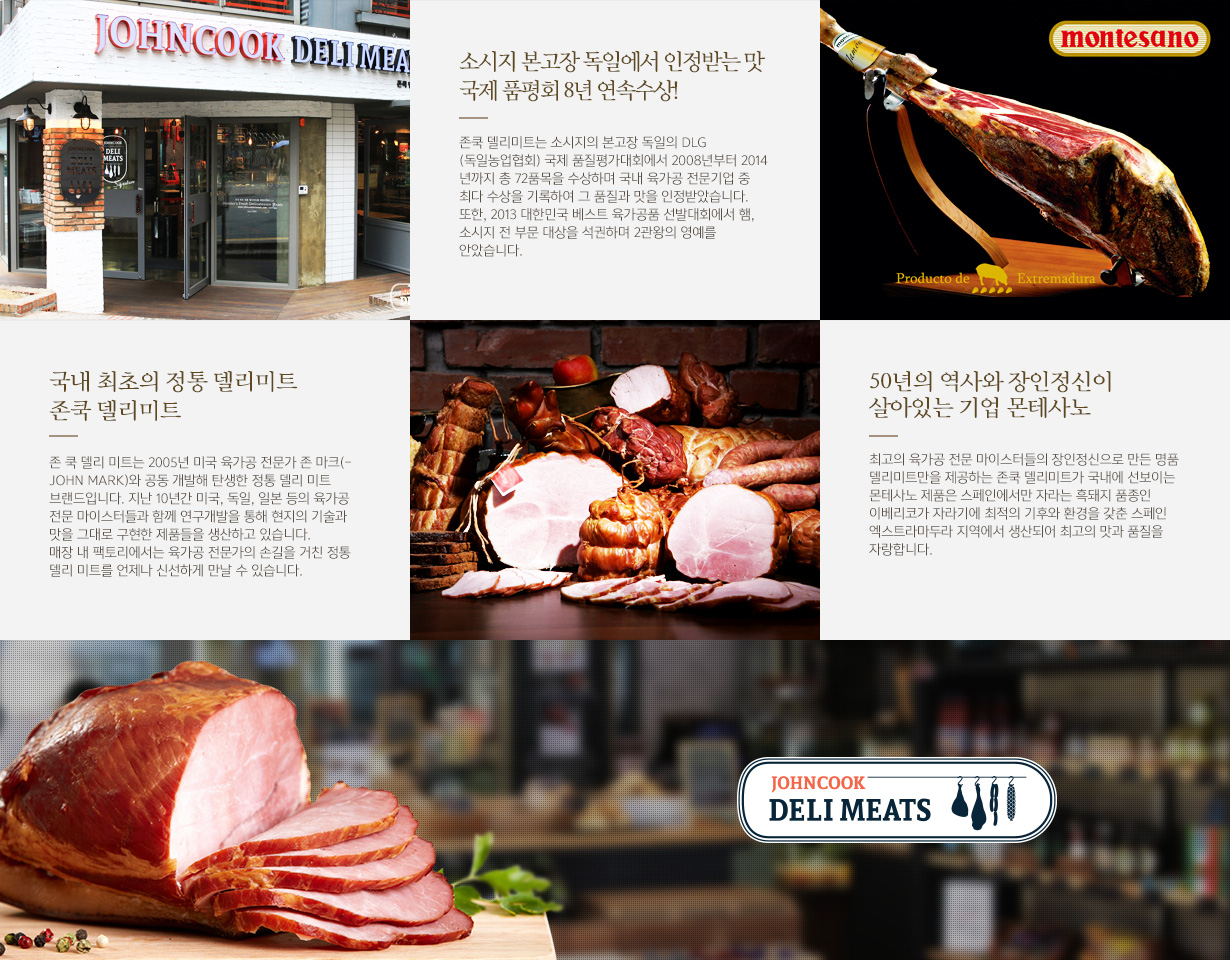 JOHNCOOK DELI MEA
존쿡
DELI
MEATS
소시지 본고장 독일에서 인정받는 맛
국제 품평회 8년 연속수상!
존쿡 델리미트는 소시지의 본고장 독일의 DLG
(독일농업협회) 국제 품질평가대회에서 2008년부터 2014
년까지 총 72품목을 수상하며 국내 육가공 전문기업 중
최다 수상을 기록하여 그 품질과 맛을 인정받았습니다.
또한, 2013 대한민국 베스트 육가공품 선발대회에서 햄,
소시지 전 부문 대상을 석권하며 2관왕의 영예를
안았습니다.
montesano
Producto de Extremadura
국내 최초의 정통 델리미트
존쿡 델리미트
존 쿡 델리 미트는 2005년 미국 육가공 전문가 존 마크(-
JOHN MARK)와 공동 개발해 탄생한 정통 델리 미트
브랜드입니다. 지난 10년간 미국, 독일, 일본 등의 육가공
전문 마이스터들과 함께 연구개발을 통해 현지의 기술과
맛을 그대로 구현한 제품들을 생산하고 있습니다.
매장 내 팩토리에서는 육가공 전문가의 손길을 거친 정통
델리 미트를 언제나 신선하게 만날 수 있습니다.
50년의 역사와 장인정신이
살아있는 기업 몬테사노
최고의 육가공 전문 마이스터들의 장인정신으로 만든 명품
델리미트만을 제공하는 존쿡 델리미트가 국내에 선보이는
몬테사노 제품은 스페인에서만 자라는 흑돼지 품종인
이베리코가 자라기에 최적의 기후와 환경을 갖춘 스페인
엑스트라마두라 지역에서 생산되어 최고의 맛과 품질을
자랑합니다.
JOHNCOOK
DELI MEATS